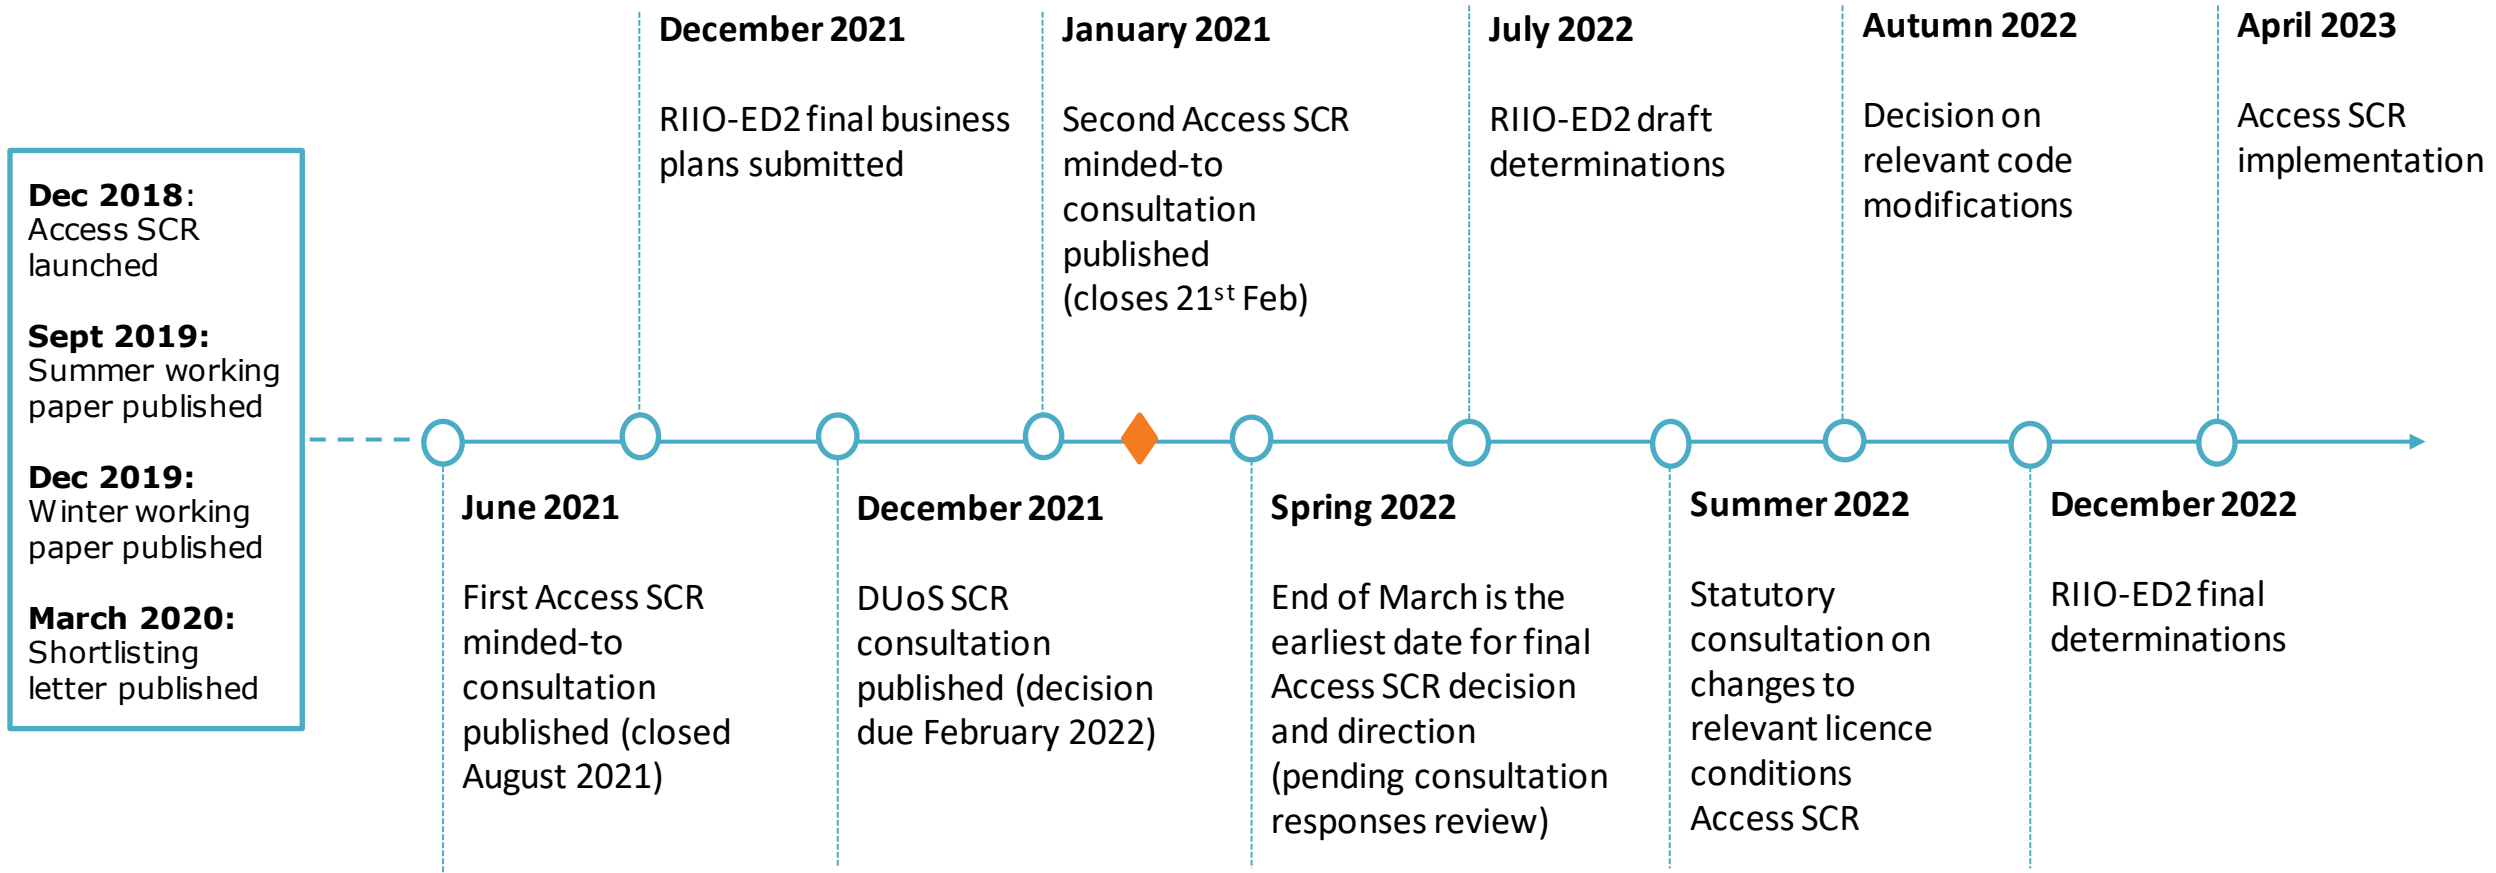 Dec 2018:
Access SCR
launched
Sept 2019:
Summer working
paper published
Dec 2019:
Winter working
paper published
March 2020:
Shortlisting
letter published
June 2021
First Access SCR
minded-to
consultation
published (closed
August 2021)
December 2021
RIIO-ED2 final business
plans submitted
December 2021
DUoS SCR
consultation
published (decision
due February 2022)
January 2021
Second Access SCR
minded-to
consultation
published
(closes 21st Feb)
Spring 2022
End of March is the
earliest date for final
Access SCR decision
and direction
(pending consultation
responses review)
July 2022
RIIO-ED2 draft
determinations
Summer 2022
Statutory
consultation on
changes to
relevant licence
conditions
Access SCR
Autumn 2022
Decision on
relevant code
modifications
December 2022
RIIO-ED2 final
determinations
April 2023
Access SCR
implementation